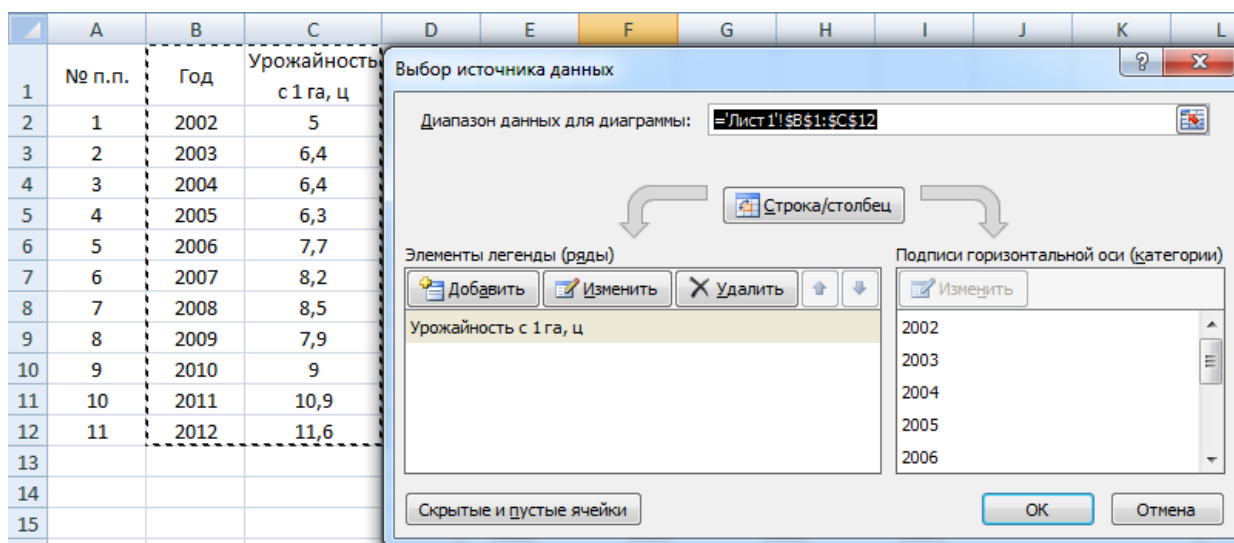 A B C D E F G H I J K L
№ п.п. Год Урожайность с 1 га, ц
1
2 1 2002 5
3 2 2003 6,4
4 3 2004 6,4
5 4 2005 6,3
6 5 2006 7,7
7 6 2007 8,2
8 7 2008 8,5
9 8 2009 7,9
10 9 2010 9
11 10 2011 10,9
12 11 2012 11,6
13
14
15
Выбор источника данных
Диапазон данных для диаграммы: ='Лист1'!$B$1:$C$12
Строка/столбец
Элементы легенды (ряды)
Добавить Изменить Удалить
Урожайность с 1 га, ц
Подписи горизонтальной оси (категории)
Изменить
2002
2003
2004
2005
2006
Скрытые и пустые ячейки
ОК Отмена